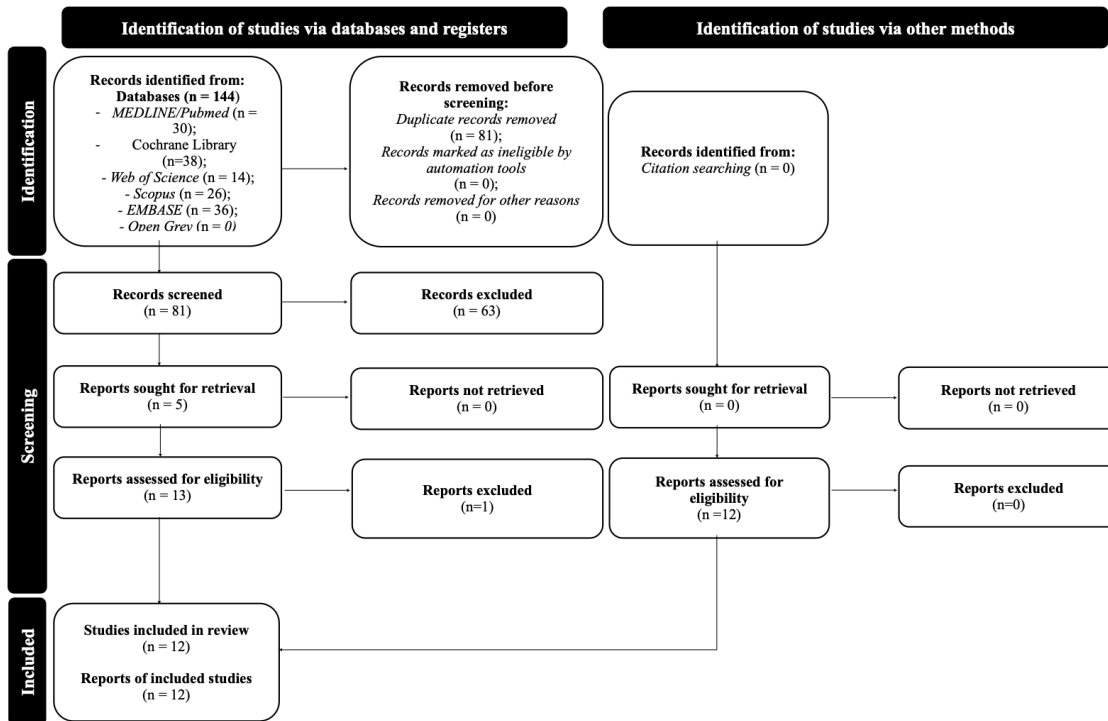 Identification of studies via databases and registers
Identification of studies via other methods
Identification
Records identified from:
Databases (n = 144)
- MEDLINE/Pubmed (n =
30);
- Cochrane Library
(n=38);
- Web of Science (n = 14);
- Scopus (n = 26);
- EMBASE (n = 36);
- Open Grey (n = 0)
Records removed before
screening:
Duplicate records removed
(n = 81);
Records marked as ineligible by
automation tools
(n = 0);
Records removed for other reasons
(n = 0)
Records identified from:
Citation searching (n = 0)
Screening
Records screened
(n = 81)
Records excluded
(n = 63)
Reports sought for retrieval
(n = 5)
Reports not retrieved
(n = 0)
Reports sought for retrieval
(n = 0)
Reports not retrieved
(n = 0)
Reports assessed for eligibility
(n = 13)
Reports excluded
(n=1)
Reports assessed for
eligibility
(n =12)
Reports excluded
(n=0)
Included
Studies included in review
(n = 12)
Reports of included studies
(n = 12)